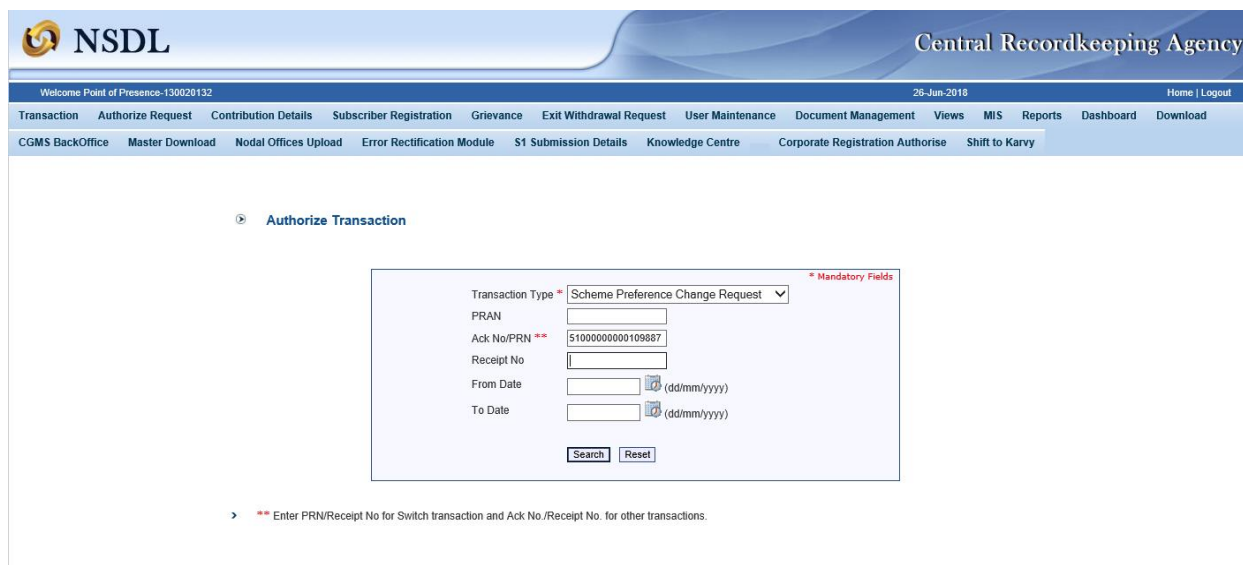 NSDL
Central Recordkeeping Agency
Welcome Point of Presence-130020132 26-Jun-2018 Home | Logout
Transaction Authorize Request Contribution Details Subscriber Registration Grievance Exit Withdrawal Request User Maintenance Document Management Views MIS Reports Dashboard Download
CGMS BackOffice Master Download Nodal Offices Upload Error Rectification Module S1 Submission Details Knowledge Centre Corporate Registration Authorise Shift to Karvy
Authorize Transaction
* Mandatory Fields
Transaction Type * Scheme Preference Change Request
PRAN
Ack No/PRN ** 51000000000109887
Receipt No
From Date (dd/mm/yyyy)
To Date (dd/mm/yyyy)
Search Reset
** Enter PRN/Receipt No for Switch transaction and Ack No./Receipt No. for other transactions.